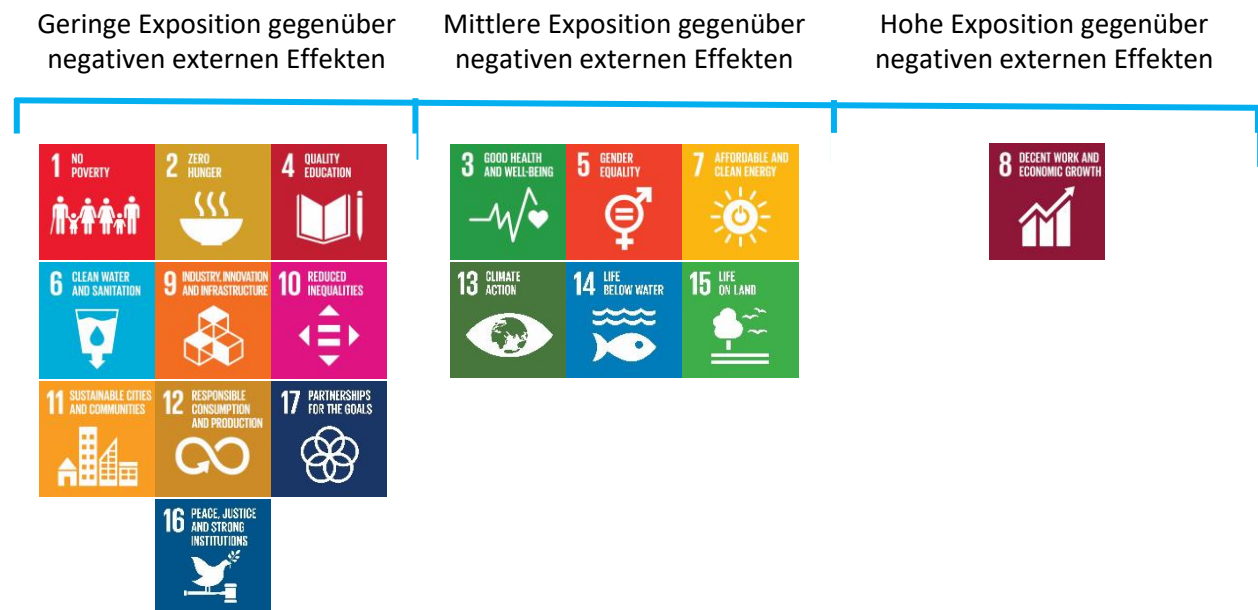 Geringe Exposition gegenüber
negativen externen Effekten
Mittlere Exposition gegenüber
negativen externen Effekten
Hohe Exposition gegenüber
negativen externen Effekten
1 NO
POVERTY
2 ZERO
HUNGER
4 QUALITY
EDUCATION
6 CLEAN WATER
AND SANITATION
9 INDUSTRY, INNOVATION
AND INFRASTRUCTURE
10 REDUCED
INEQUALITIES
11 SUSTAINABLE CITIES
AND COMMUNITIES
12 RESPONSIBLE
CONSUMPTION
AND PRODUCTION
17 PARTNERSHIPS
FOR THE GOALS
16 PEACE, JUSTICE
AND STRONG
INSTITUTIONS
3 GOOD HEALTH
AND WELL-BEING
5 GENDER
EQUALITY
7 AFFORDABLE AND
CLEAN ENERGY
13 CLIMATE
ACTION
14 LIFE
BELOW WATER
15 LIFE
ON LAND
8 DECENT WORK AND
ECONOMIC GROWTH